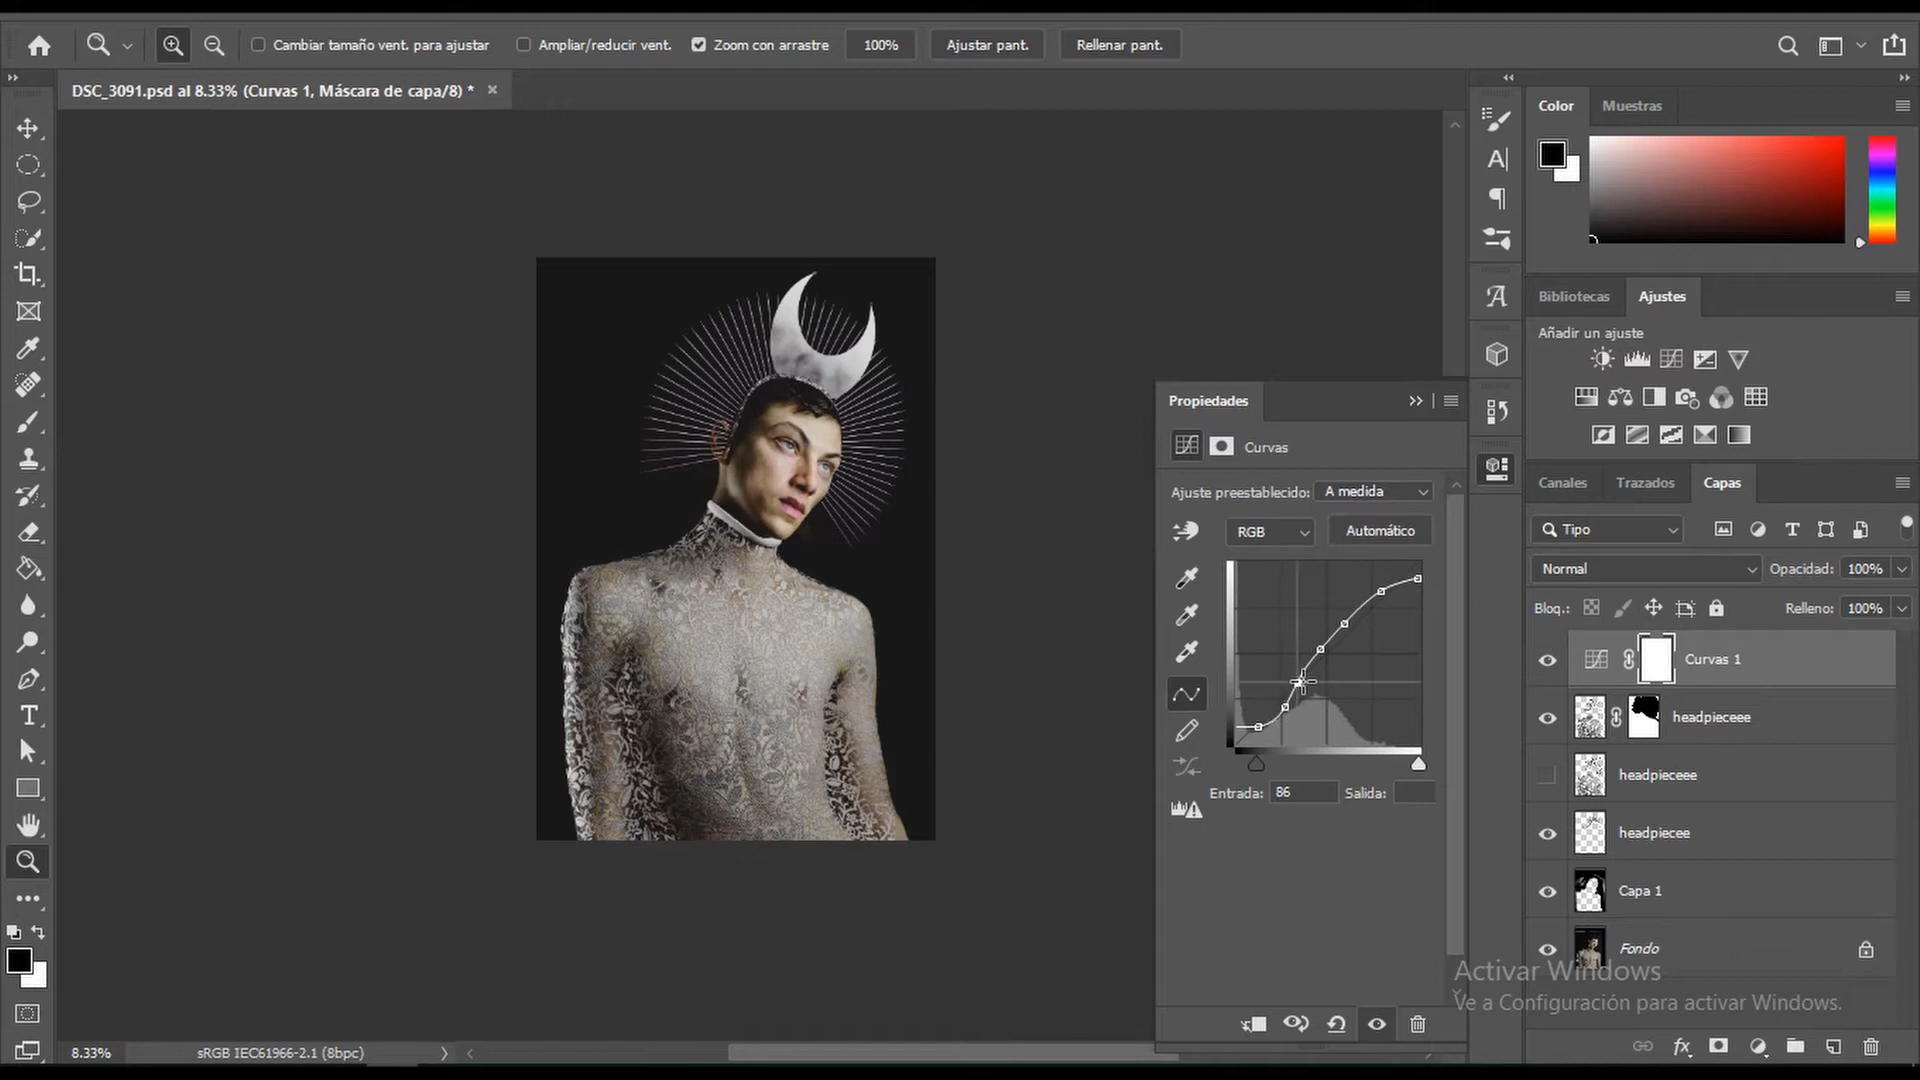 Cambiar tamaño vent. para ajustar
Ampliar/reducir vent.
Zoom con arrastre
100%
Ajustar pant.
Rellenar pant.
DSC_3091.psd al 8.33% (Curvas 1, Máscara de capa/8) *
Color
Muestras
Bibliotecas
Ajustes
Añadir un ajuste
Propiedades
Curvas
Ajuste preestablecido: A medida
RGB
Automático
Entrada: 86
Salida:
Canales
Trazados
Capas
Tipo
Normal
Opacidad: 100%
Bloq.:
Relleno: 100%
Curvas 1
headpieceee
headpieceee
headpiecee
Capa 1
Fondo
Activar Windows
Ve a Configuración para activar Windows.
8.33%
sRGB IEC61966-2.1 (8bpc)